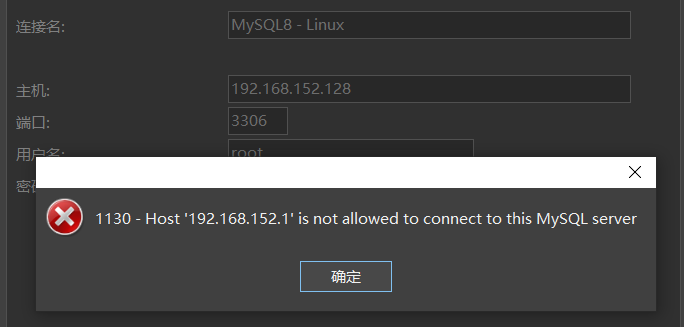 连接名:
MySQL8 - Linux
主机:
192.168.152.128
端口:
3306
用户名:
root
密
1130 - Host '192.168.152.1' is not allowed to connect to this MySQL server
确定